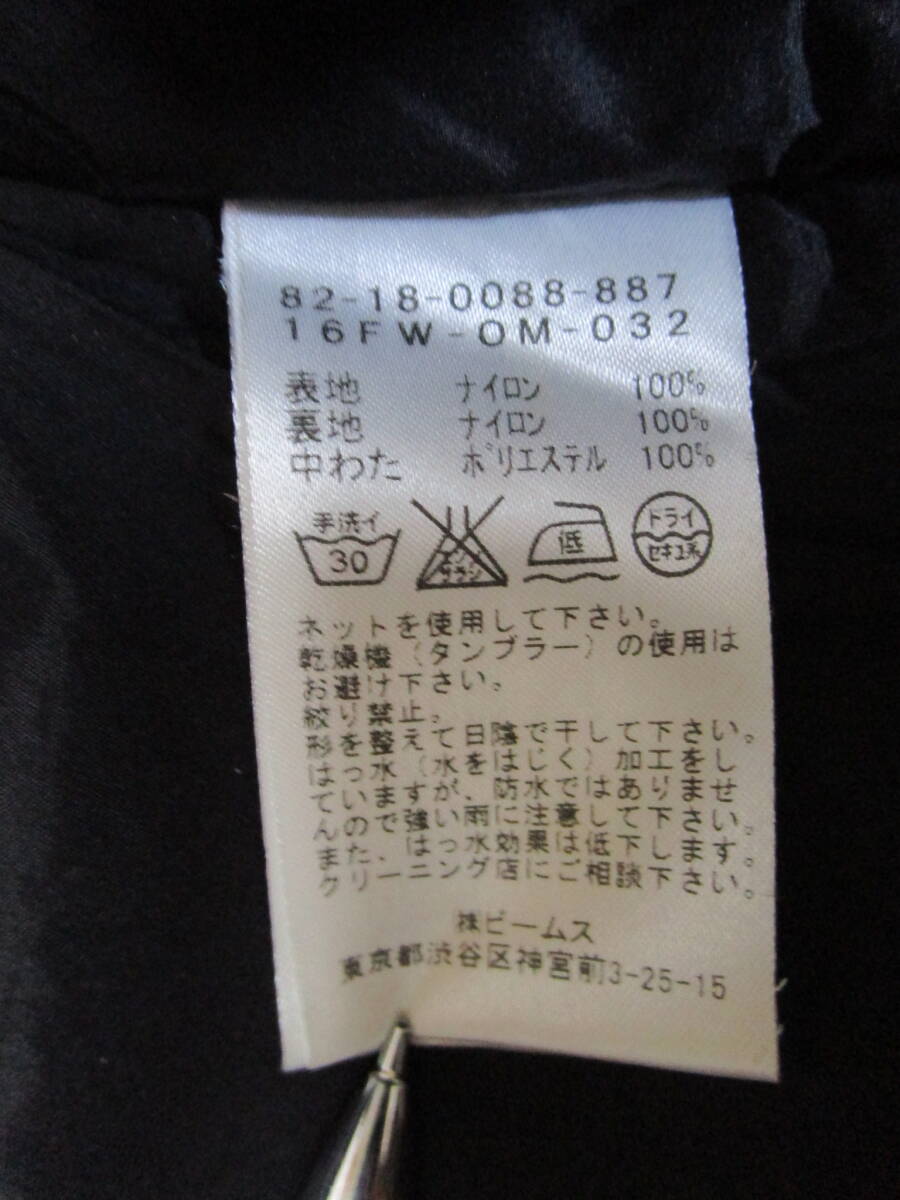 82-18-0088-887
16FW-OM-032
表地 ナイロン 100%
裏地 ナイロン 100%
中わた ポリエステル 100%
手洗イ 30
エンソサラシ
低
ドライ セキユ系
ネットを使用して下さい。
乾燥機（タンブラー）の使用は
お避け下さい。
絞り禁止。
形を整えて日陰で干して下さい。
はっ水（水をはじく）加工をし
ていますが、防水ではありませ
んので強い雨に注意して下さい。
また、はっ水効果は低下します。
クリーニング店にご相談下さい。
㈱ビームス
東京都渋谷区神宮前3-25-15